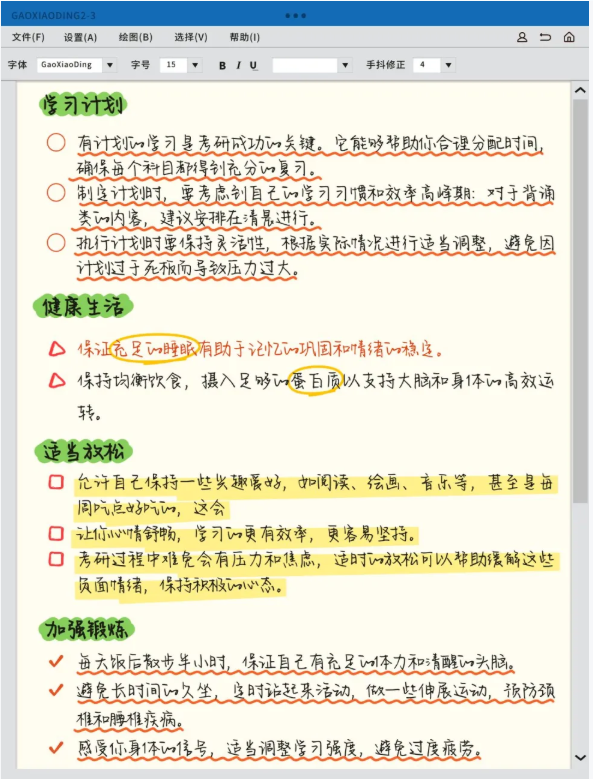 GAOXIAODING2-3
文件(F) 设置(A) 绘图(B) 选择(V) 帮助(I)
字体 GaoXiaoDing 字号 15 B I U 手抖修正 4
学习计划
有计划的学习是考研成功的关键。它能够帮助你合理分配时间,
确保每个科目都得到充分的复习。
制定计划时,要考虑到自己的学习习惯和效率高峰期:对于背诵
类的内容,建议安排在清晨进行。
执行计划时要保持灵活性,根据实际情况进行适当调整,避免因
计划过于死板而导致压力过大。
健康生活
保证充足的睡眠有助于记忆的巩固和情绪的稳定。
保持均衡饮食,摄入足够的蛋白质以支持大脑和身体的高效运
转。
适当放松
允许自己保持一些兴趣爱好,如阅读、绘画、音乐等,甚至是每
周吃点好吃的,这会
让你心情舒畅,学习的更有效率,更容易坚持。
考研过程中难免会有压力和焦虑,适时的放松可以帮助缓解这些
负面情绪,保持积极的心态。
加强锻炼
每天饭后散步半小时,保证自己有充足的体力和清醒的头脑。
避免长时间的久坐,定时站起来活动,做一些伸展运动,预防颈
椎和腰椎疾病。
感受你身体的信号,适当调整学习强度,避免过度疲劳。